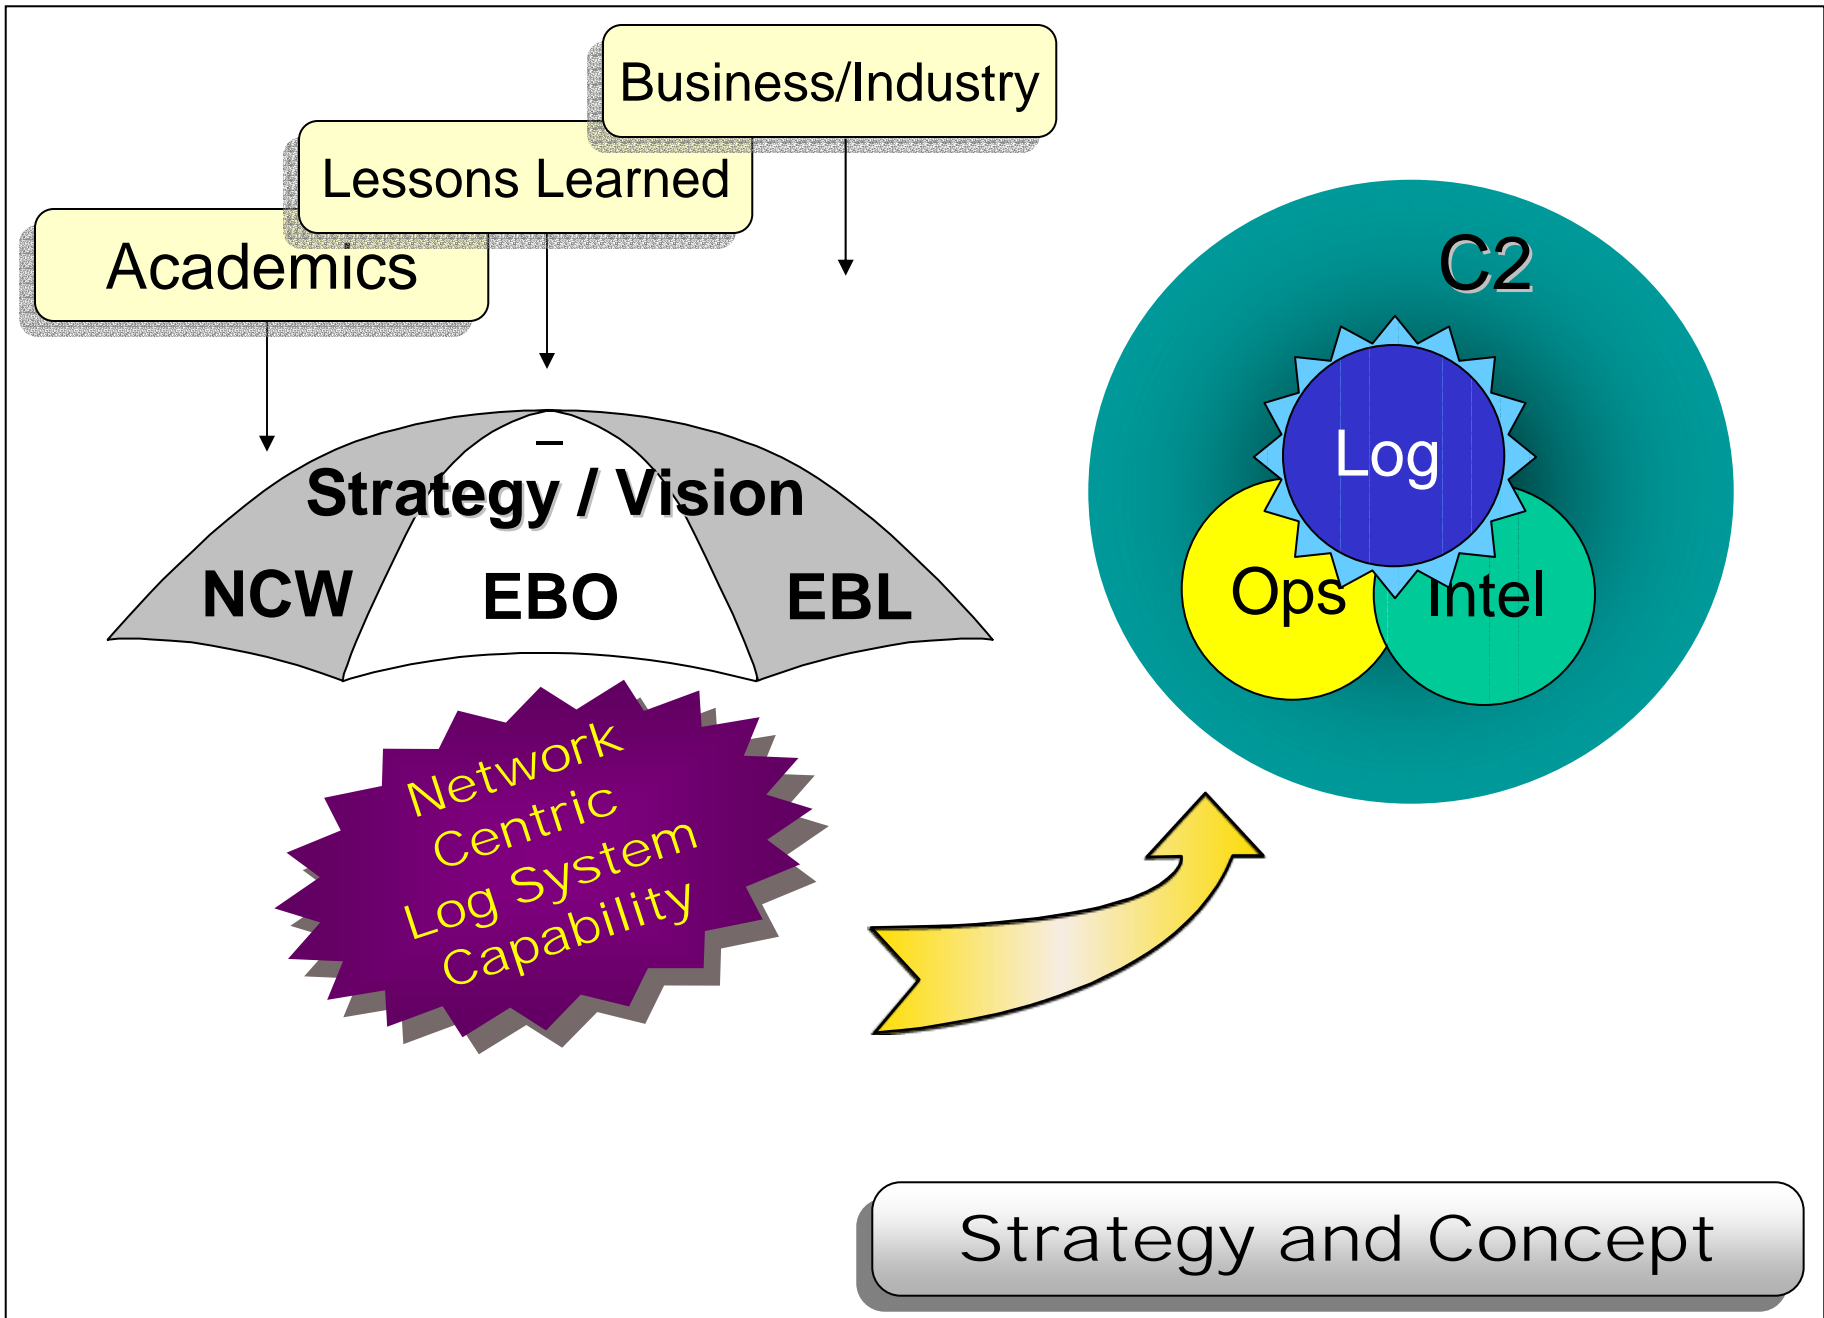 Business/Industry
Lessons Learned
Academics
–
Strategy / Vision
NCW EBO EBL
Network
Centric
Log System
Capability
C2
Log
Ops Intel
Strategy and Concept